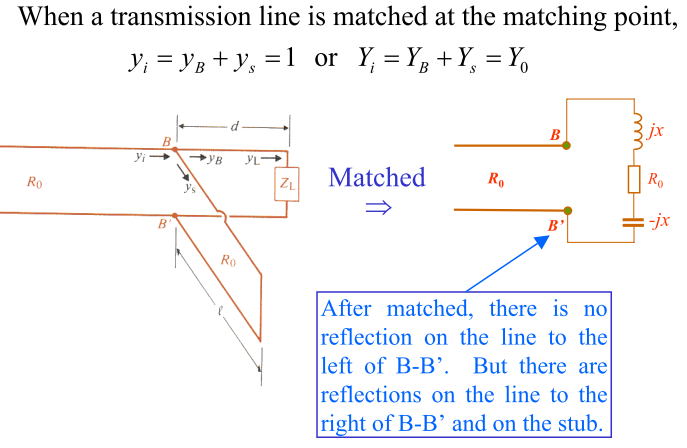 When a transmission line is matched at the matching point,
y_i = y_B + y_s = 1 or Y_i = Y_B + Y_s = Y_0
d
B
y_i
y_B
y_L
R_0
y_s
Z_L
B'
R_0
ℓ
Matched
⇒
B
jx
R_0
R_0
B’
-jx
After matched, there is no
reflection on the line to the
left of B-B’. But there are
reflections on the line to the
right of B-B’ and on the stub.